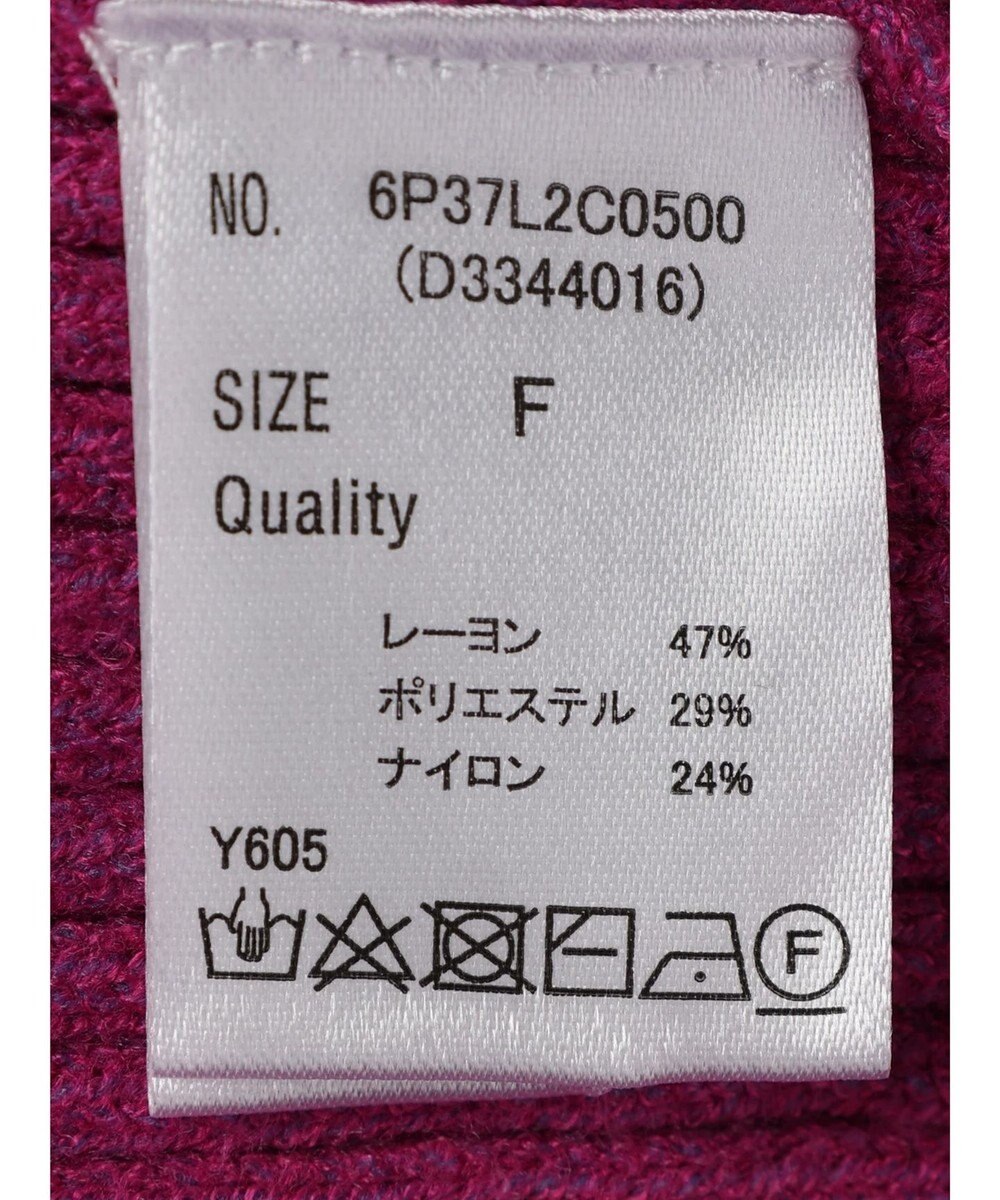 NO. 6P37L2C0500
(D3344016)
SIZE F
Quality
レーヨン 47%
ポリエステル 29%
ナイロン 24%
Y605
F